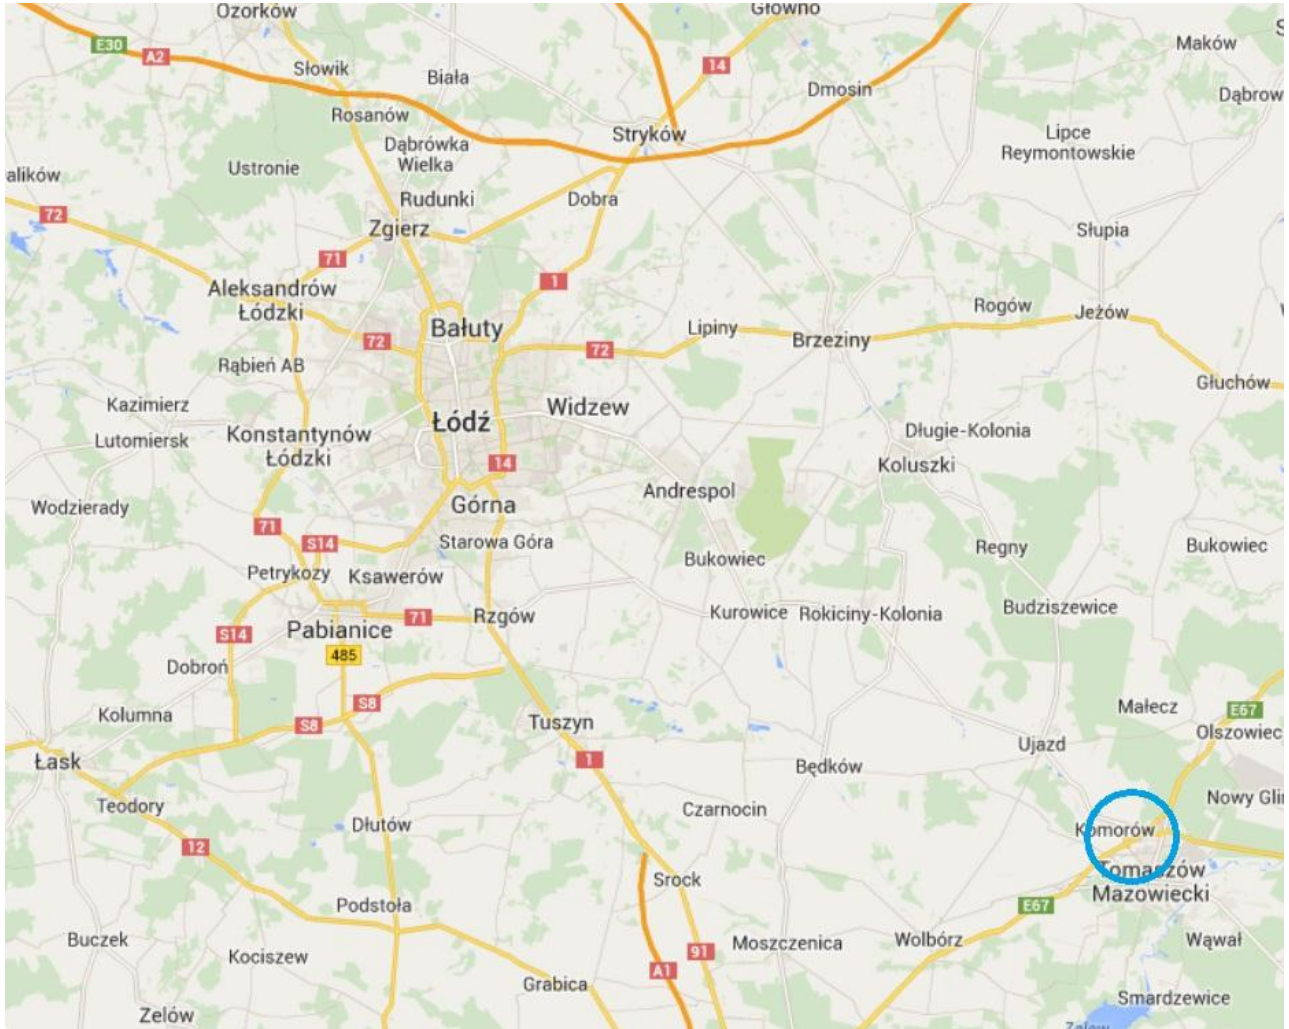 Ozorków
Głowno
E30
A2
Słowik
Biała
14
Maków
Dmosin
Dąbrow
Rosanów
Stryków
Dąbrówka
Wielka
Lipce
Reymontowskie
Ustronie
alików
Rudunki
Dobra
72
Zgierz
Słupia
71
1
Aleksandrów
Łódzki
Rogów
Jeżów
Bałuty
Lipiny
Brzeziny
72
72
Rąbień AB
Głuchów
Kazimierz
Widzew
Łódź
Lutomiersk
Konstantynów
Łódzki
Długie-Kolonia
Koluszki
14
Andrespol
Wodzierady
Górna
71
S14
Starowa Góra
Regny
Bukowiec
Bukowiec
Petrykozy
Ksawerów
Kurowice
Rokiciny-Kolonia
Budziszewice
71
Rzgów
S14
Pabianice
485
Dobroń
S8
Kolumna
S8
Tuszyn
Małecz
E67
Olszowiec
Łask
1
Ujazd
Będków
Teodory
Czarnocin
Nowy Gli
Dłutów
Komorów
12
Tomaszów
Mazowiecki
Srock
Podstoła
E67
Buczek
Kociszew
91
Moszczenica
Wolbórz
Wąwał
A1
Grabica
Smardzewice
Zelów
Zalew